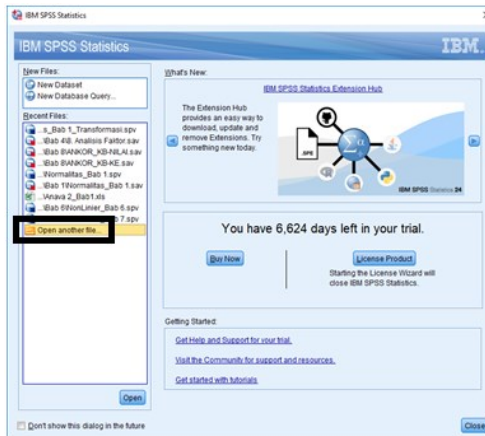 IBM SPSS Statistics
IBM SPSS Statistics
IBM.
New Files:
New Dataset
New Database Query...
Recent Files:
...s_Bab 1_Transformasi.spv
...\Bab 4\8. Analisis Faktor.sav
...\Bab 8\ANKOR_KB-NILAI.sav
...\Bab 8\ANKOR_KB-KE.sav
...\Normalitas_Bab 1.spv
...\Bab 1\Normalitas_Bab 1.sav
...\Anava 2_Bab1.xls
...\Bab 6\NonLinier_Bab 6.spv
b 7.spv
Open another file...
Open
Don't show this dialog in the future
What's New:
IBM SPSS Statistics Extension Hub
The Extension Hub
provides an easy way to
download, update and
remove Extensions. Try
something new today.
.SPE
Σα
IBM SPSS Statistics 24
You have 6,624 days left in your trial.
Buy Now
License Product
Starting the License Wizard will
close IBM SPSS Statistics.
Getting Started:
Get Help and Support for your trial.
Visit the Community for support and resources.
Get started with tutorials
Close